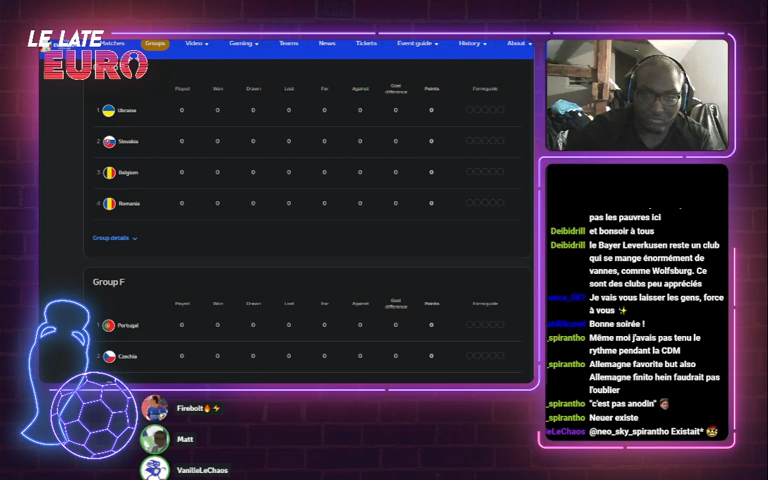 LE LATE
EURO
Matches
Groups
Video
Gaming
Teams
News
Tickets
Event guide
History
About
Played
Won
Drawn
Lost
For
Against
Goal difference
Points
Form guide
1 Ukraine 0 0 0 0 0 0 0 0
2 Slovakia 0 0 0 0 0 0 0 0
3 Belgium 0 0 0 0 0 0 0 0
4 Romania 0 0 0 0 0 0 0 0
Group details
Group F
Played
Won
Drawn
Lost
For
Against
Goal difference
Points
Form guide
1 Portugal 0 0 0 0 0 0 0 0
2 Czechia 0 0 0 0 0 0 0 0
Firebolt
Matt
VanilleLeChaos
pas les pauvres ici
Deibidrill et bonsoir à tous
Deibidrill le Bayer Leverkusen reste un club
qui se mange énormément de
vannes, comme Wolfsburg. Ce
sont des clubs peu appréciés
Je vais vous laisser les gens, force
à vous
Bonne soirée !
_spirantho Même moi j'avais pas tenu le
rythme pendant la CDM
_spirantho Allemagne favorite but also
Allemagne finito hein faudrait pas
l'oublier
_spirantho "c'est pas anodin"
_spirantho Neuer existe
leLeChaos @neo_sky_spirantho Existait*